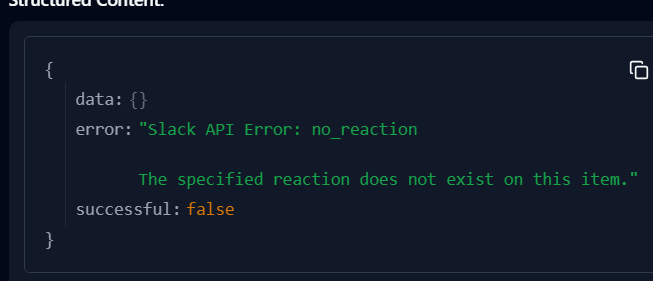 Structured Content:
{
data: {}
error: "Slack API Error: no_reaction
The specified reaction does not exist on this item."
successful: false
}